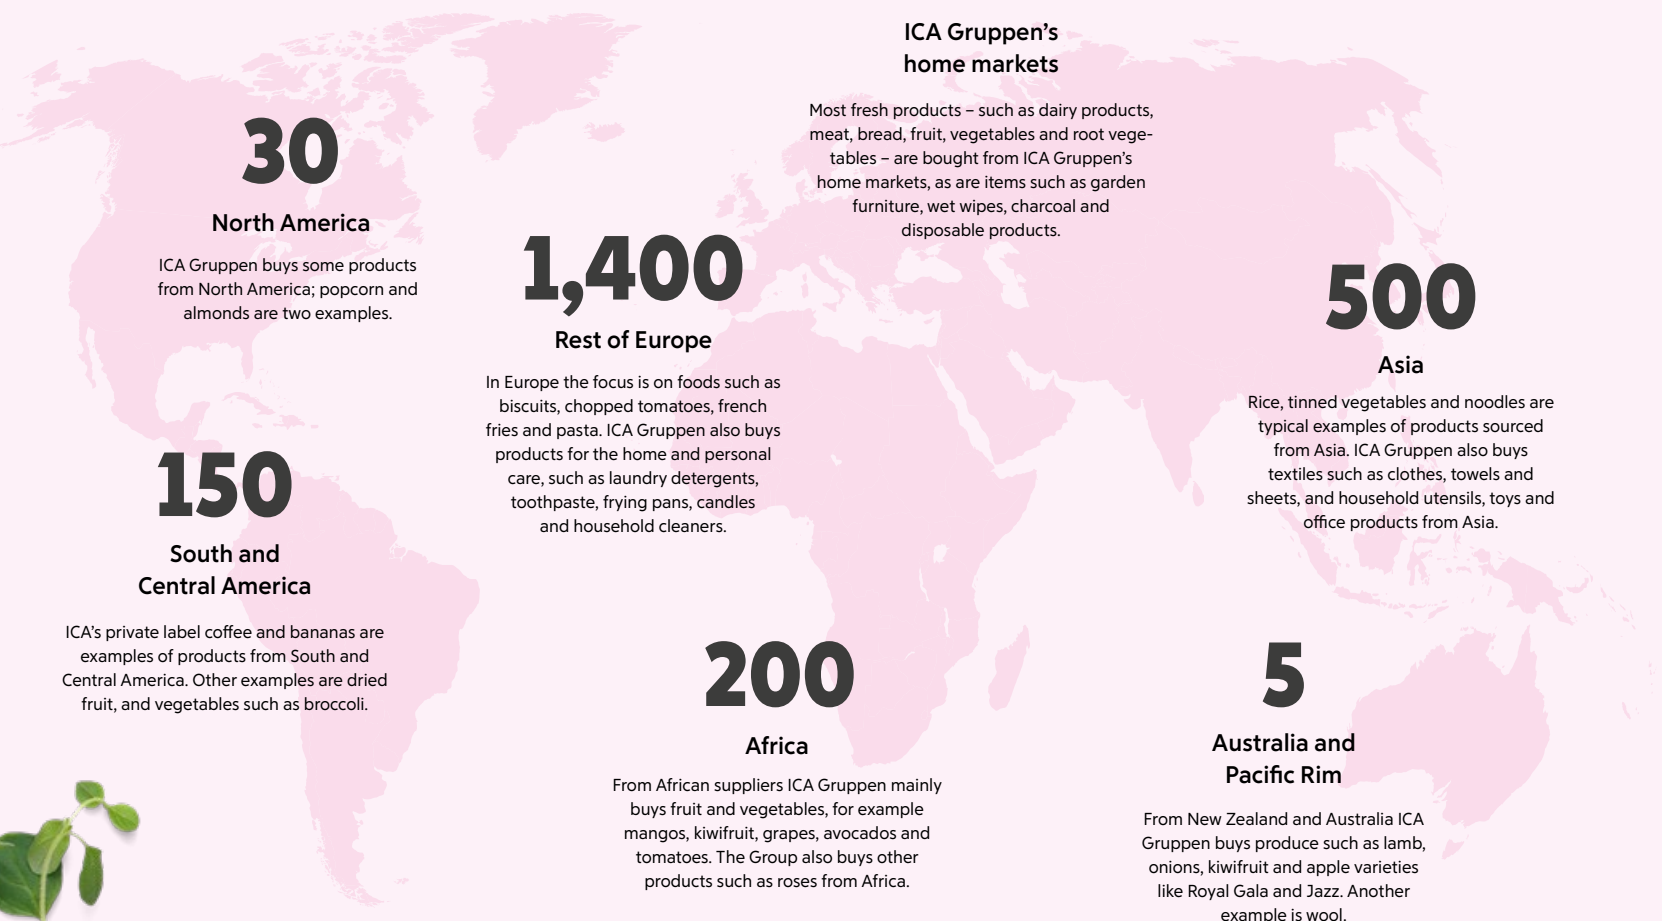 ICA Gruppen’s
home markets
Most fresh products – such as dairy products,
meat, bread, fruit, vegetables and root vege-
tables – are bought from ICA Gruppen’s
home markets, as are items such as garden
furniture, wet wipes, charcoal and
disposable products.
30
North America
ICA Gruppen buys some products
from North America; popcorn and
almonds are two examples.
1,400
Rest of Europe
In Europe the focus is on foods such as
biscuits, chopped tomatoes, french
fries and pasta. ICA Gruppen also buys
products for the home and personal
care, such as laundry detergents,
toothpaste, frying pans, candles
and household cleaners.
500
Asia
Rice, tinned vegetables and noodles are
typical examples of products sourced
from Asia. ICA Gruppen also buys
textiles such as clothes, towels and
sheets, and household utensils, toys and
office products from Asia.
150
South and
Central America
ICA’s private label coffee and bananas are
examples of products from South and
Central America. Other examples are dried
fruit, and vegetables such as broccoli.
200
Africa
From African suppliers ICA Gruppen mainly
buys fruit and vegetables, for example
mangos, kiwifruit, grapes, avocados and
tomatoes. The Group also buys other
products such as roses from Africa.
5
Australia and
Pacific Rim
From New Zealand and Australia ICA
Gruppen buys produce such as lamb,
onions, kiwifruit and apple varieties
like Royal Gala and Jazz. Another
example is wool.